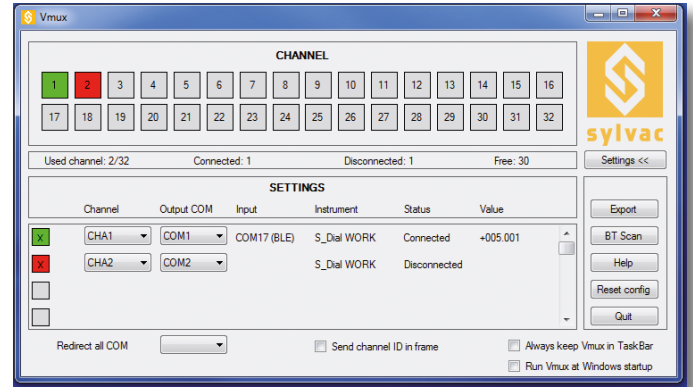 Vmux
CHANNEL
1 2 3 4 5 6 7 8 9 10 11 12 13 14 15 16
17 18 19 20 21 22 23 24 25 26 27 28 29 30 31 32
sylvac
Used channel: 2/32 Connected: 1 Disconnected: 1 Free: 30 Settings <<
SETTINGS
Channel Output COM Input Instrument Status Value Export
X CHA1 COM1 COM17 (BLE) S_Dial WORK Connected +005.001 BT Scan
X CHA2 COM2 S_Dial WORK Disconnected Help
Reset config
Quit
Redirect all COM Send channel ID in frame Always keep Vmux in TaskBar
Run Vmux at Windows startup